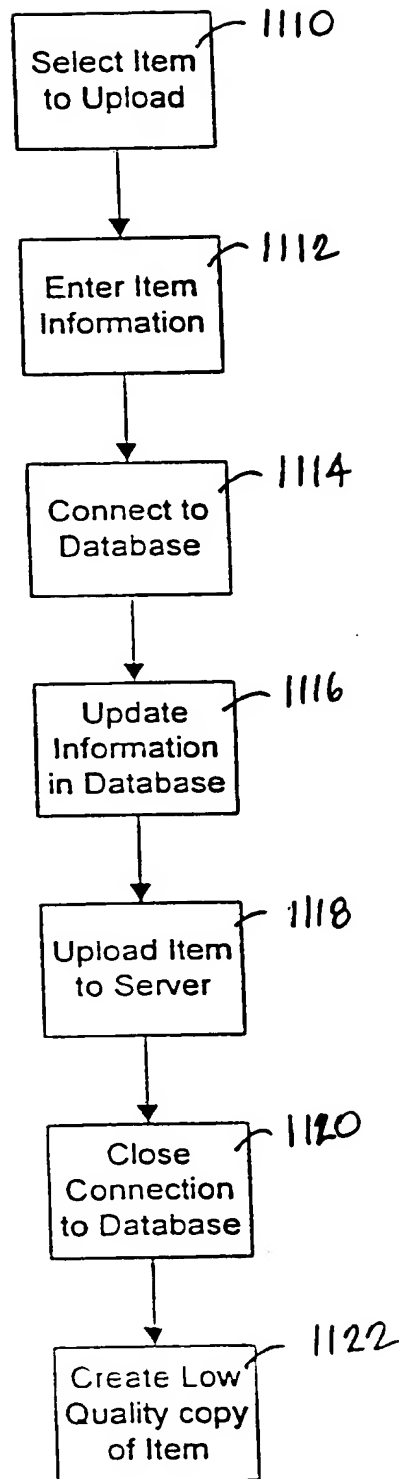 1110
Select Item
to Upload
1112
Enter Item
Information
1114
Connect to
Database
1116
Update
Information
in Database
1118
Upload Item
to Server
1120
Close
Connection
to Database
1122
Create Low
Quality copy
of Item